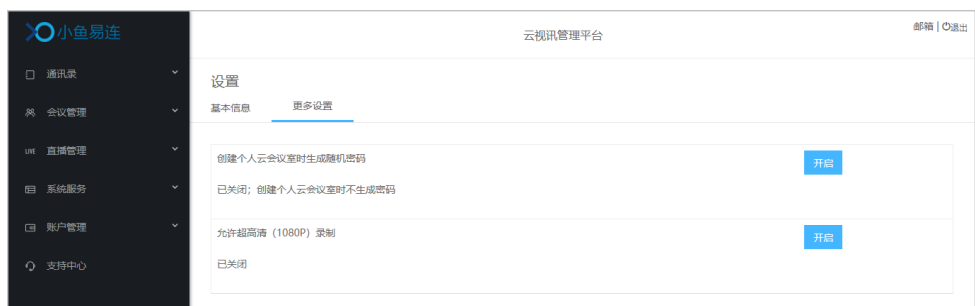 小鱼易连
云视讯管理平台
邮箱 | 退出
通讯录
会议管理
LIVE 直播管理
系统服务
账户管理
支持中心
设置
基本信息 更多设置
创建个人云会议室时生成随机密码 开启
已关闭；创建个人云会议室时不生成密码
允许超高清（1080P）录制 开启
已关闭